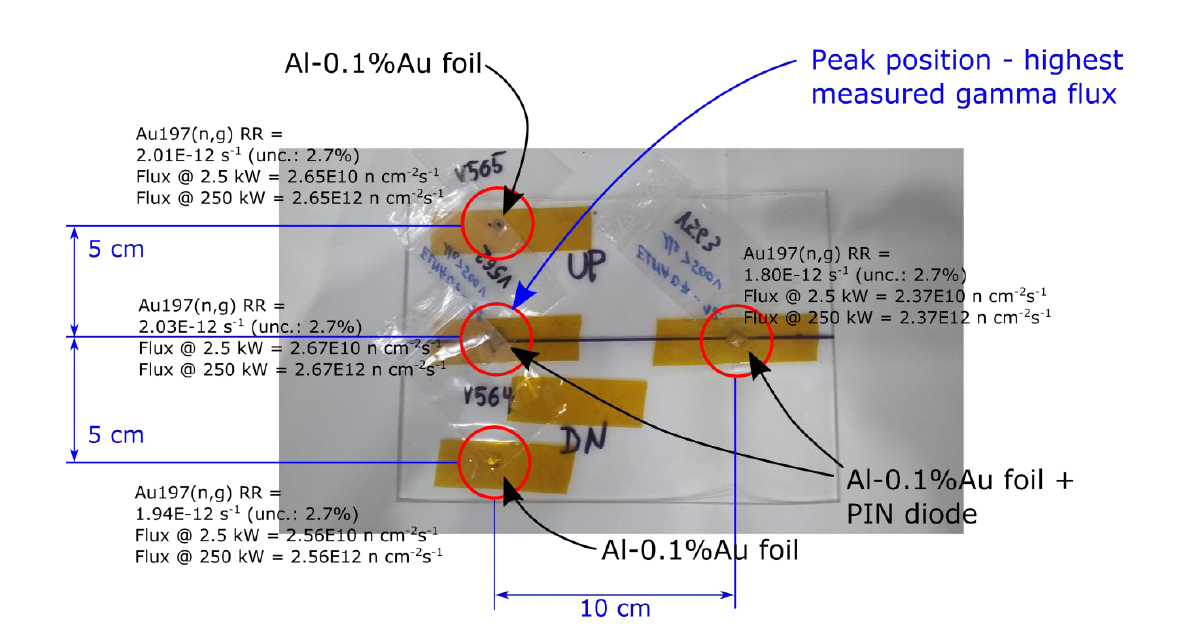 Al-0.1%Au foil
Peak position - highest
measured gamma flux
Au197(n,g) RR =
2.01E-12 s⁻¹ (unc.: 2.7%)
Flux @ 2.5 kW = 2.65E10 n cm⁻²s⁻¹
Flux @ 250 kW = 2.65E12 n cm⁻²s⁻¹
V565
5 cm
UP
Au197(n,g) RR =
1.80E-12 s⁻¹ (unc.: 2.7%)
Flux @ 2.5 kW = 2.37E10 n cm⁻²s⁻¹
Flux @ 250 kW = 2.37E12 n cm⁻²s⁻¹
Au197(n,g) RR =
2.03E-12 s⁻¹ (unc.: 2.7%)
Flux @ 2.5 kW = 2.67E10 n cm⁻²s⁻¹
Flux @ 250 kW = 2.67E12 n cm⁻²s⁻¹
V564
5 cm
DN
Al-0.1%Au foil +
PIN diode
Au197(n,g) RR =
1.94E-12 s⁻¹ (unc.: 2.7%)
Flux @ 2.5 kW = 2.56E10 n cm⁻²s⁻¹
Flux @ 250 kW = 2.56E12 n cm⁻²s⁻¹
Al-0.1%Au foil
10 cm